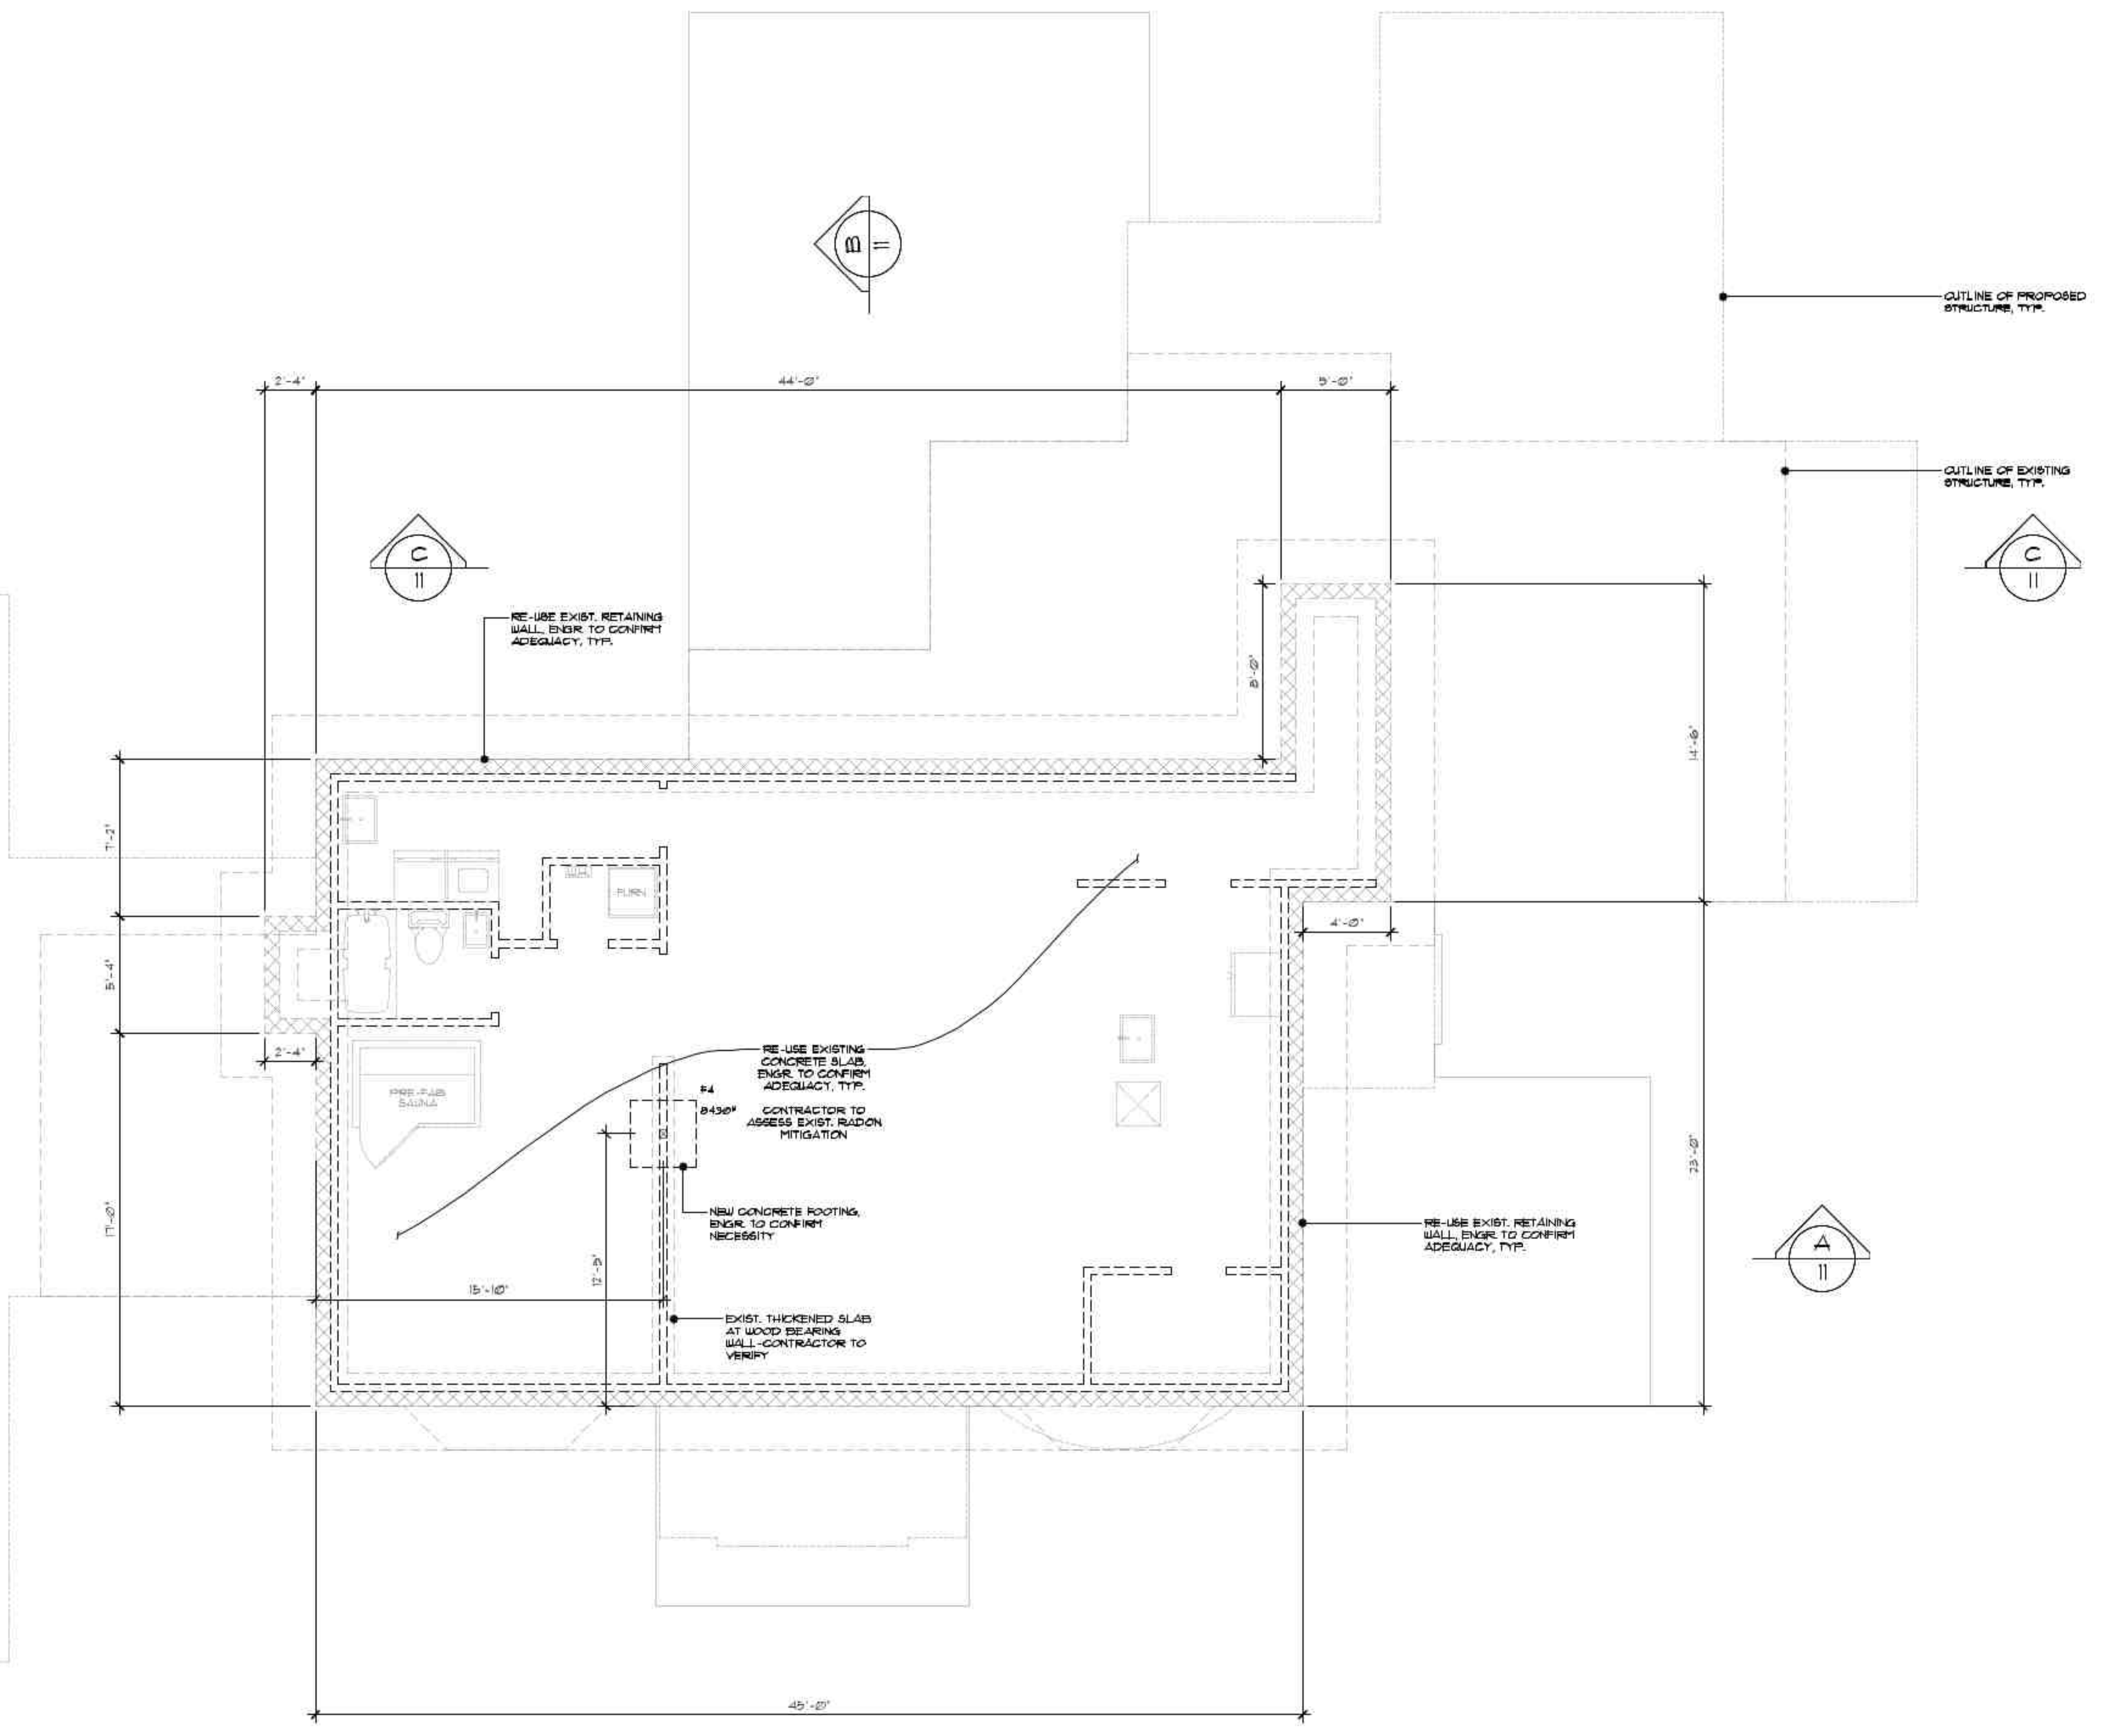 B
11
OUTLINE OF PROPOSED
STRUCTURE, TYP.
2'-4"
44'-0"
5'-0"
OUTLINE OF EXISTING
STRUCTURE, TYP.
C
11
C
11
RE-USE EXIST. RETAINING
WALL, ENGR. TO CONFIRM
ADEQUACY, TYP.
8'-0"
14'-6"
7'-2"
FURN
4'-0"
5'-4"
2'-4"
RE-USE EXISTING
CONCRETE SLAB,
ENGR. TO CONFIRM
ADEQUACY, TYP.
PRE-FAB
SAUNA
F4
8430#
CONTRACTOR TO
ASSESS EXIST. RADON
MITIGATION
23'-0"
17'-0"
NEW CONCRETE FOOTING,
ENGR. TO CONFIRM
NECESSITY
RE-USE EXIST. RETAINING
WALL, ENGR. TO CONFIRM
ADEQUACY, TYP.
A
11
12'-5"
15'-10"
EXIST. THICKENED SLAB
AT WOOD BEARING
WALL-CONTRACTOR TO
VERIFY
45'-0"